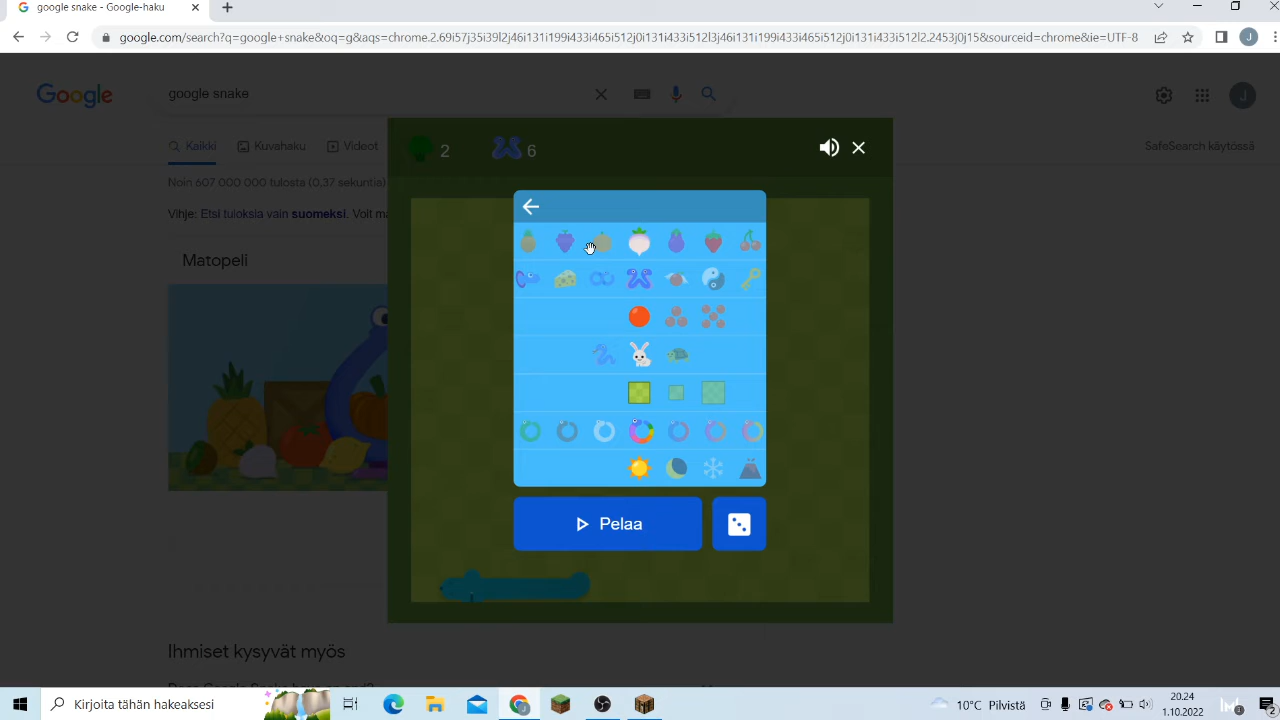 google snake - Google-haku
google.com/search?q=google+snake&oq=g&aqs=chrome.2.69i57j35i39l2j46i131i199i433i465i512j0i131i433i512l3j46i131i199i433i465i512j0i131i433i512l2.2453j0j15&sourceid=chrome&ie=UTF-8
J
Google
google snake
J
Kaikki
Kuvahaku
Videot
SafeSearch käytössä
Noin 607 000 000 tulosta (0,37 sekuntia)
Vihje: Etsi tuloksia vain suomeksi. Voit
2
6
Matopeli
Pelaa
Ihmiset kysyvät myös
Kirjoita tähän hakeaksesi
10°C Pilvistä
20.24
1.10.2022
2